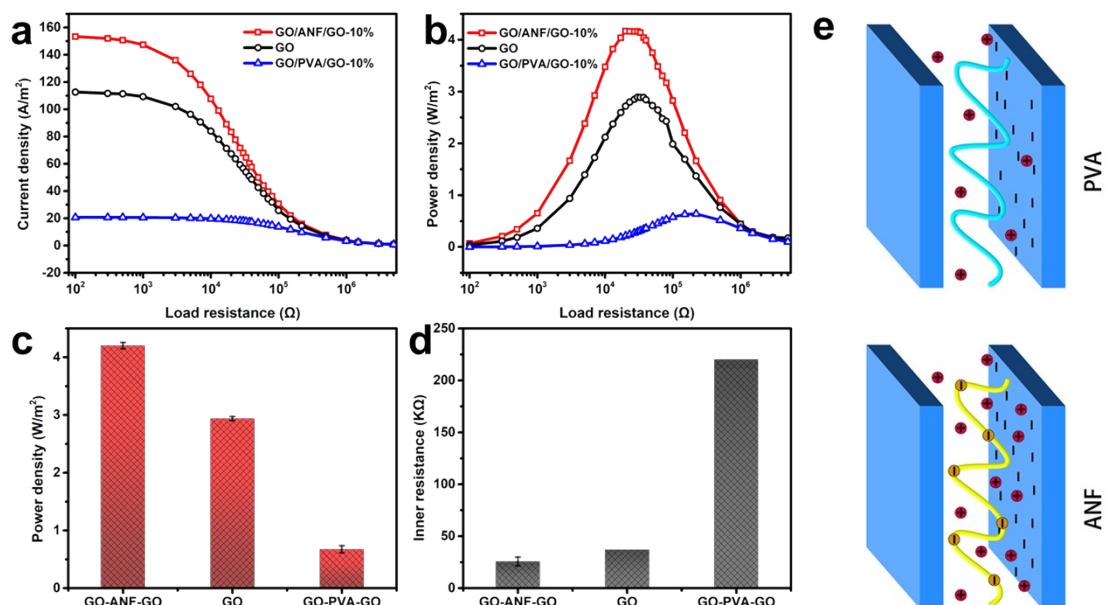 a
GO/ANF/GO-10%
GO
GO/PVA/GO-10%
Current density (A/m²)
160
140
120
100
80
60
40
20
0
-20
10²
10³
10⁴
10⁵
10⁶
Load resistance (Ω)
b
GO/ANF/GO-10%
GO
GO/PVA/GO-10%
Power density (W/m²)
4
2
0
10²
10³
10⁴
10⁵
10⁶
Load resistance (Ω)
c
Power density (W/m²)
4
3
2
1
0
GO-ANF-GO
GO
GO-PVA-GO
d
Inner resistance (KΩ)
250
200
150
100
50
0
GO-ANF-GO
GO
GO-PVA-GO
e
PVA
ANF